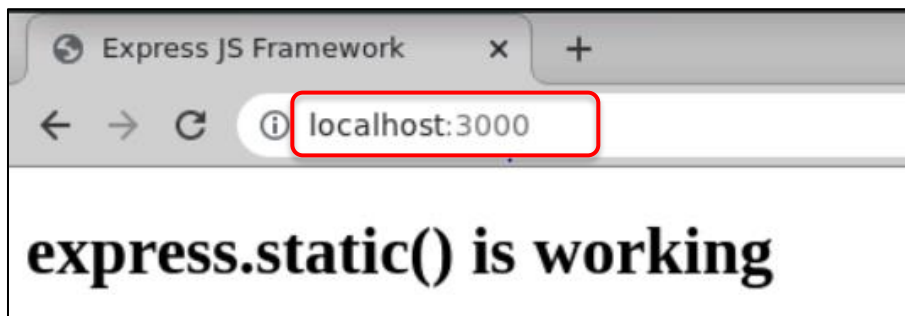 Express JS Framework
localhost:3000
express.static() is working